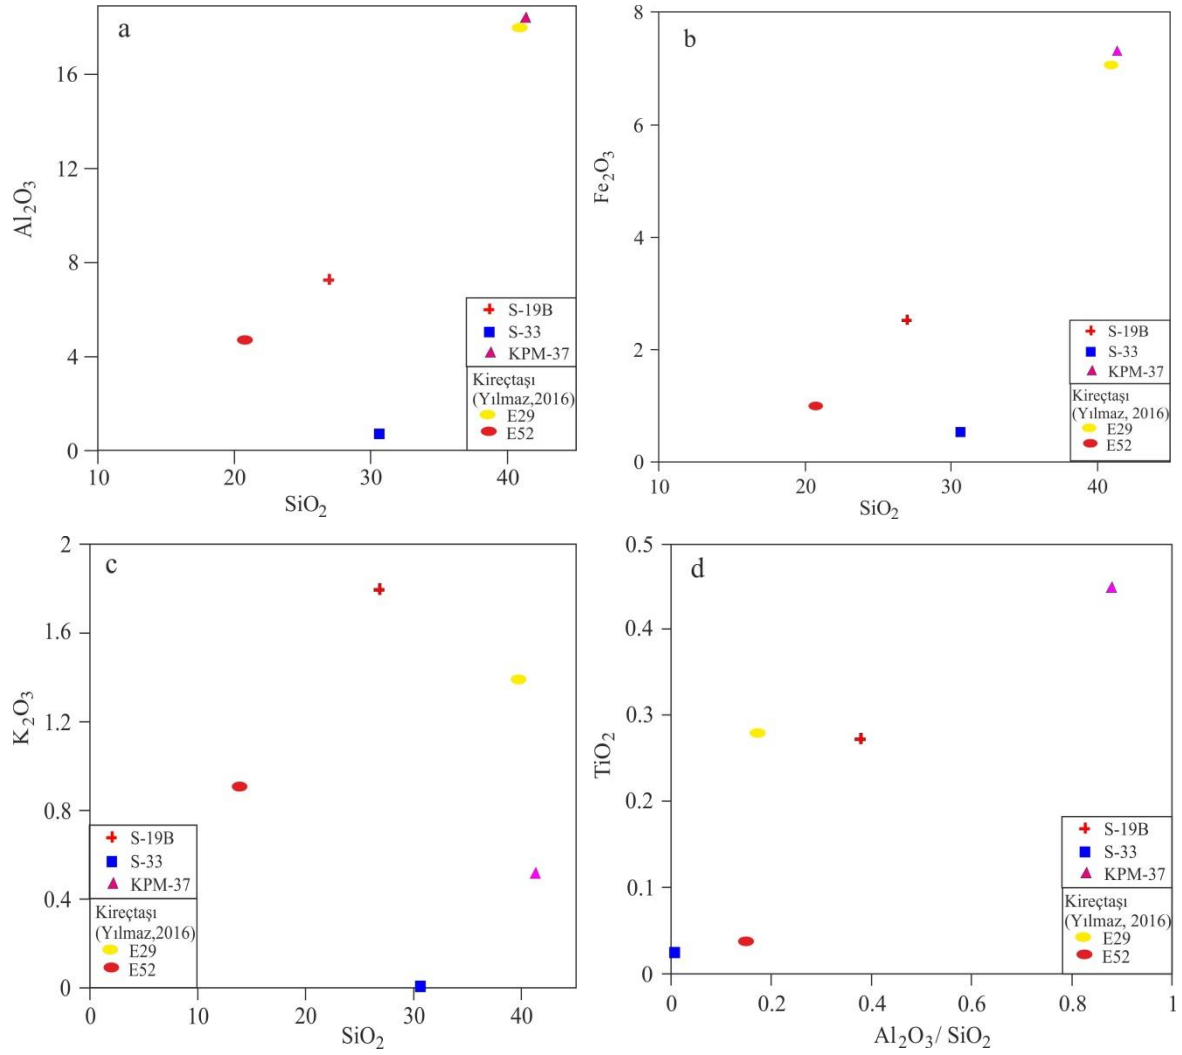 a
16
12
8
4
0
10
20
30
40
Al₂O₃
SiO₂
S-19B
S-33
KPM-37
Kireçtaşı
(Yılmaz,2016)
E29
E52
b
8
6
4
2
0
10
20
30
40
Fe₂O₃
SiO₂
S-19B
S-33
KPM-37
Kireçtaşı
(Yılmaz, 2016)
E29
E52
c
2
1.6
1.2
0.8
0.4
0
0
10
20
30
40
K₂O₃
SiO₂
S-19B
S-33
KPM-37
Kireçtaşı
(Yılmaz,2016)
E29
E52
d
0.5
0.4
0.3
0.2
0.1
0
0
0.2
0.4
0.6
0.8
1
TiO₂
Al₂O₃/ SiO₂
S-19B
S-33
KPM-37
Kireçtaşı
(Yılmaz, 2016)
E29
E52